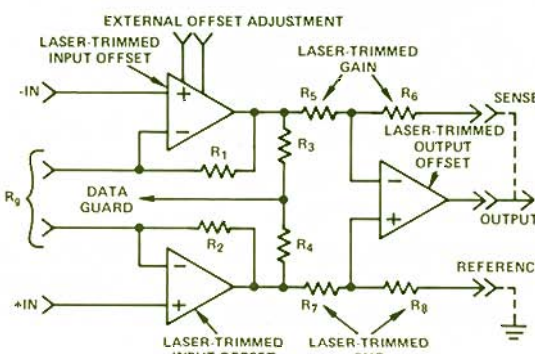 EXTERNAL OFFSET ADJUSTMENT
LASER-TRIMMED
INPUT OFFSET
LASER-TRIMMED
GAIN
-IN
R5
R6
SENSE
LASER-TRIMMED
OUTPUT
OFFSET
R1
R3
Rg
DATA
GUARD
OUTPUT
R2
R4
REFERENC
+IN
R7
R8
LASER-TRIMMED
LASER-TRIMMED